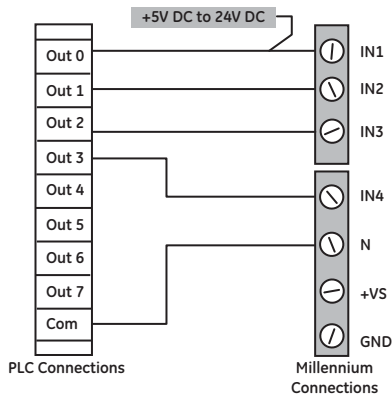 +5V DC to 24V DC
Out 0
Out 1
Out 2
Out 3
Out 4
Out 5
Out 6
Out 7
Com
PLC Connections
IN1
IN2
IN3
IN4
N
+VS
GND
Millennium
Connections